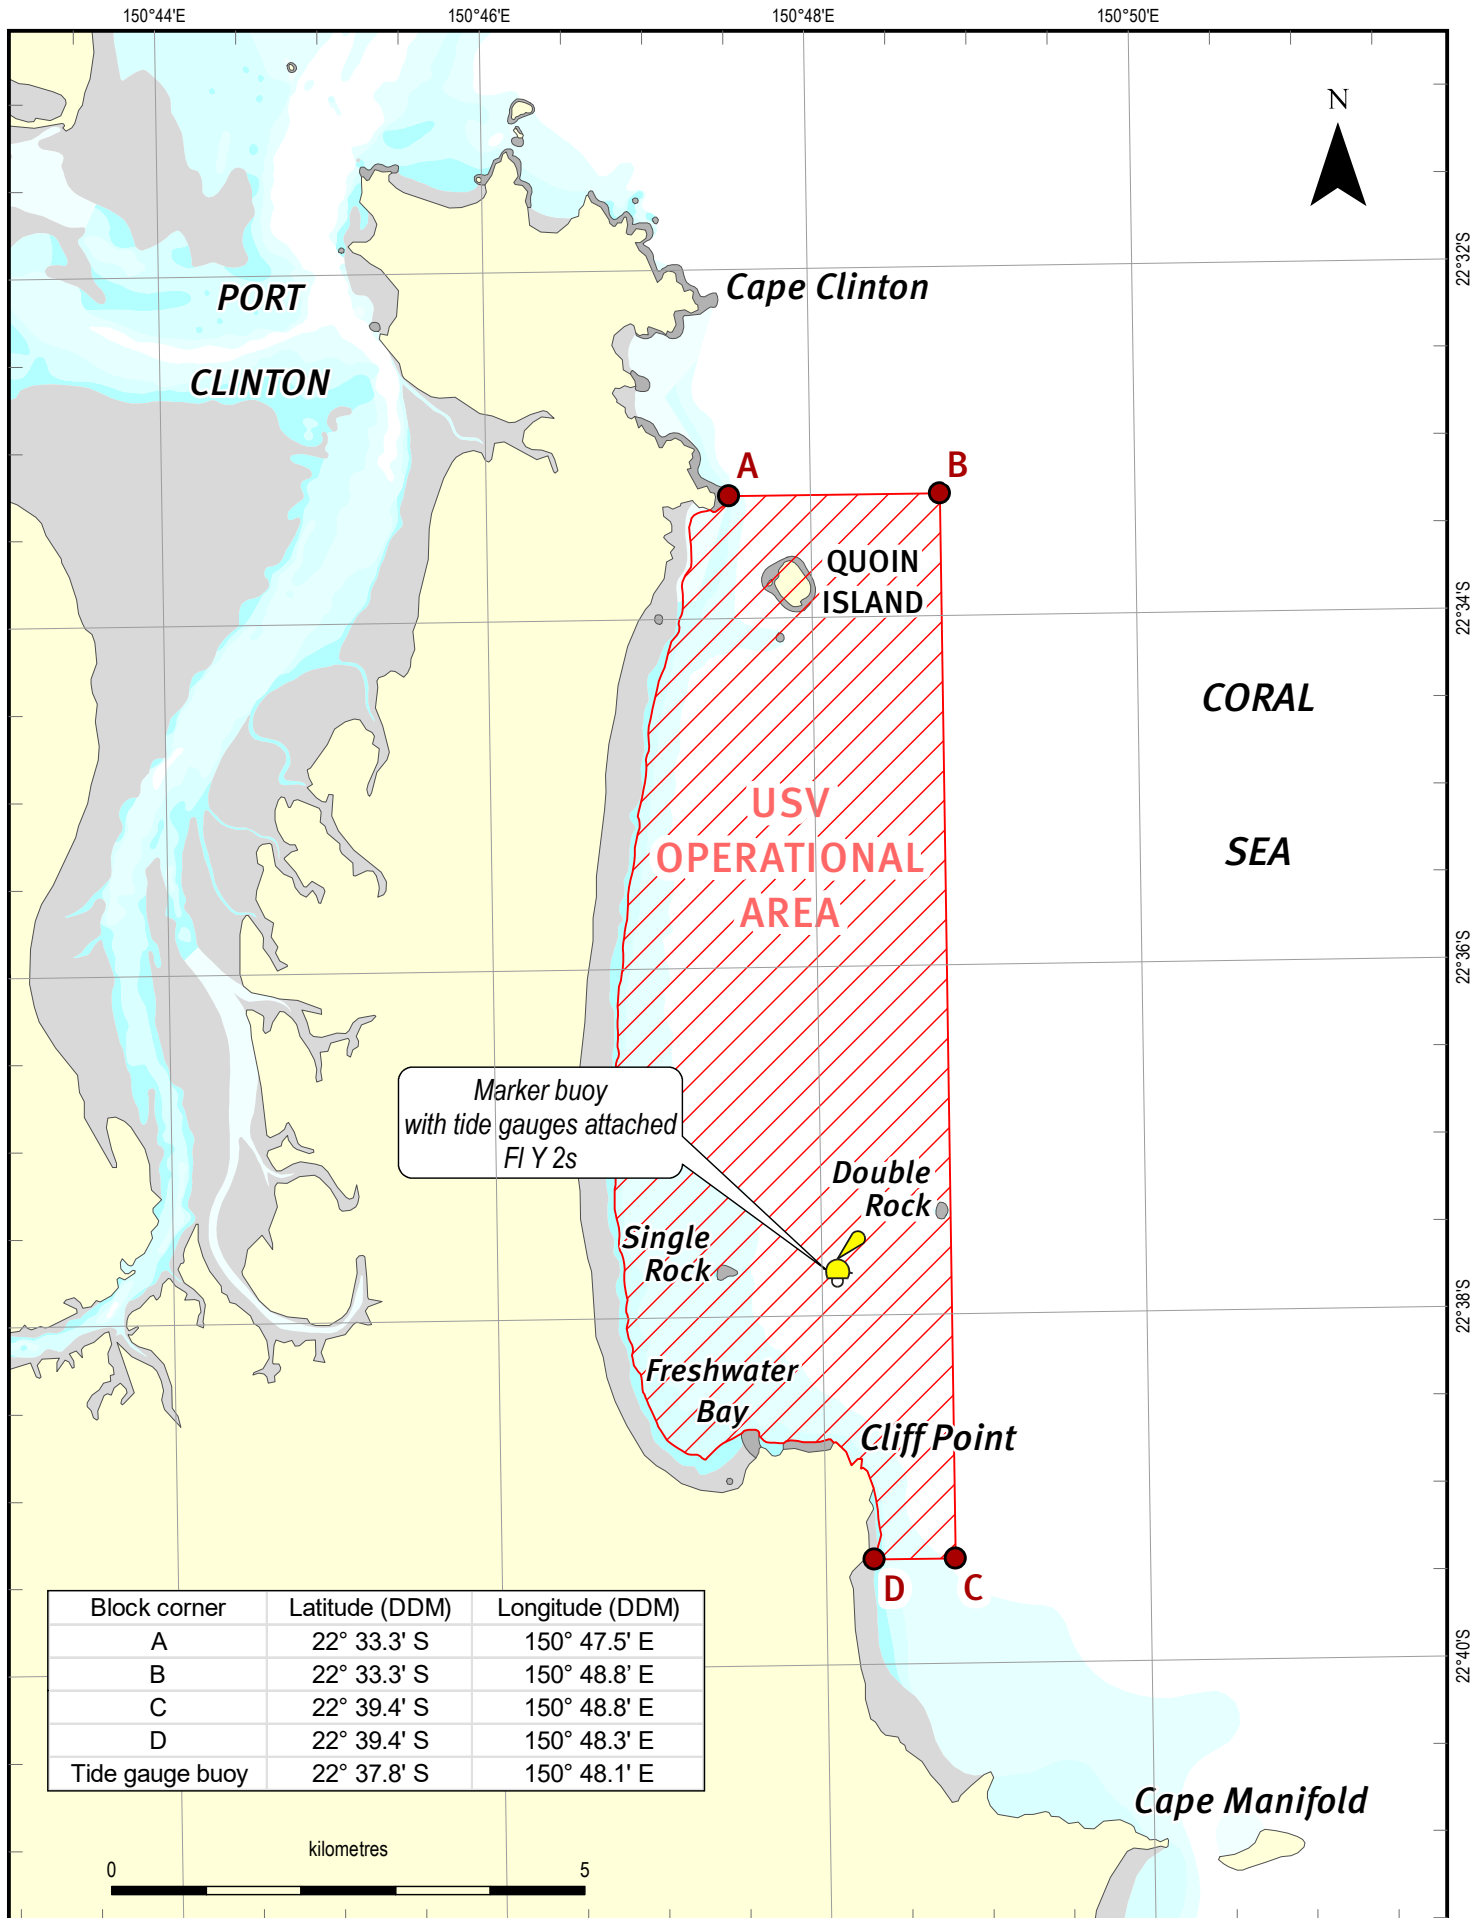 150°44'E 150°46'E 150°48'E 150°50'E
N
22°32'S
Cape Clinton
PORT
CLINTON
A
B
QUOIN
ISLAND
22°34'S
CORAL
SEA
USV
OPERATIONAL
AREA
22°36'S
Marker buoy
with tide gauges attached
Fl Y 2s
Double
Rock
Single
Rock
22°38'S
Freshwater
Bay
Cliff Point
D
C
Block corner Latitude (DDM) Longitude (DDM)
A 22° 33.3' S 150° 47.5' E
B 22° 33.3' S 150° 48.8’ E
C 22° 39.4' S 150° 48.8' E
D 22° 39.4' S 150° 48.3' E
Tide gauge buoy 22° 37.8' S 150° 48.1' E
22°40'S
Cape Manifold
kilometres
0 5